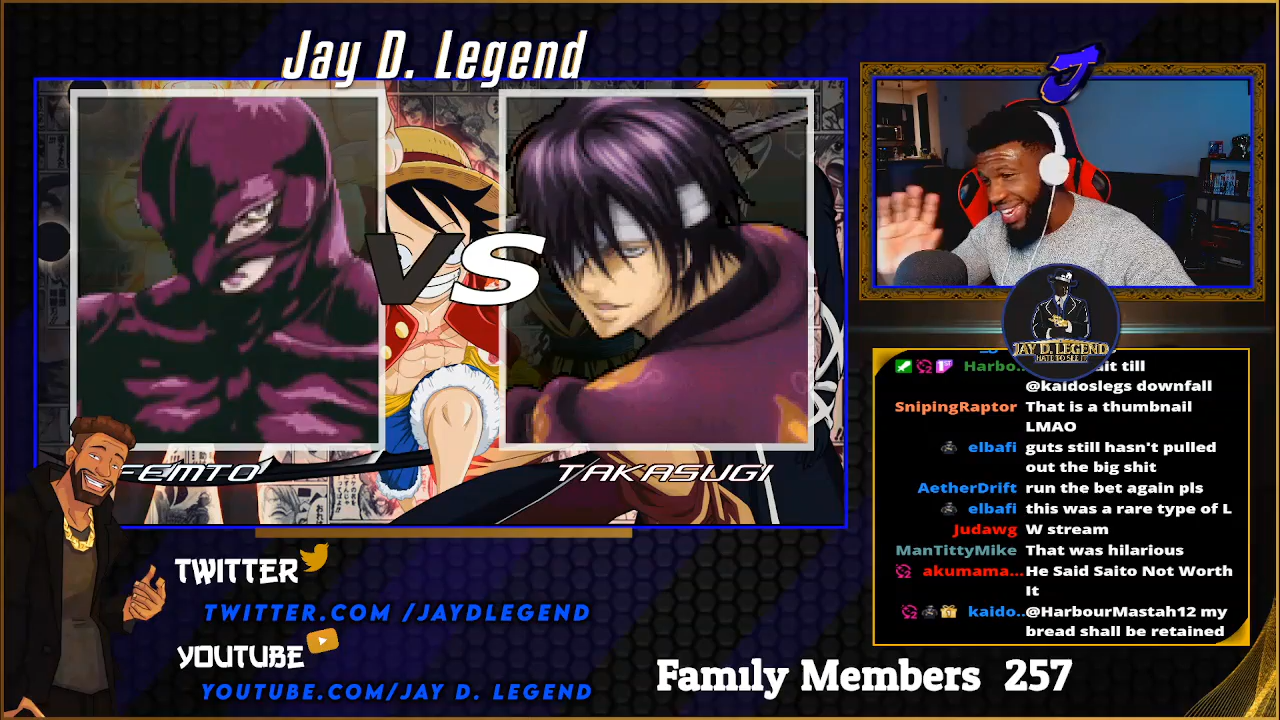 Jay D. Legend
J
VS
FEMTO
TAKASUGI
JAY D. LEGEND
Harbo.. it till
@kaidoslegs downfall
SnipingRaptor That is a thumbnail
LMAO
elbafi guts still hasn't pulled
out the big shit
AetherDrift run the bet again pls
elbafi this was a rare type of L
Judawg W stream
ManTittyMike That was hilarious
akumama... He Said Saito Not Worth
It
kaido.. @HarbourMastah12 my
bread shall be retained
TWITTER
TWITTER.COM /JAYDLEGEND
YOUTUBE
YOUTUBE.COM/JAY D. LEGEND
Family Members 257